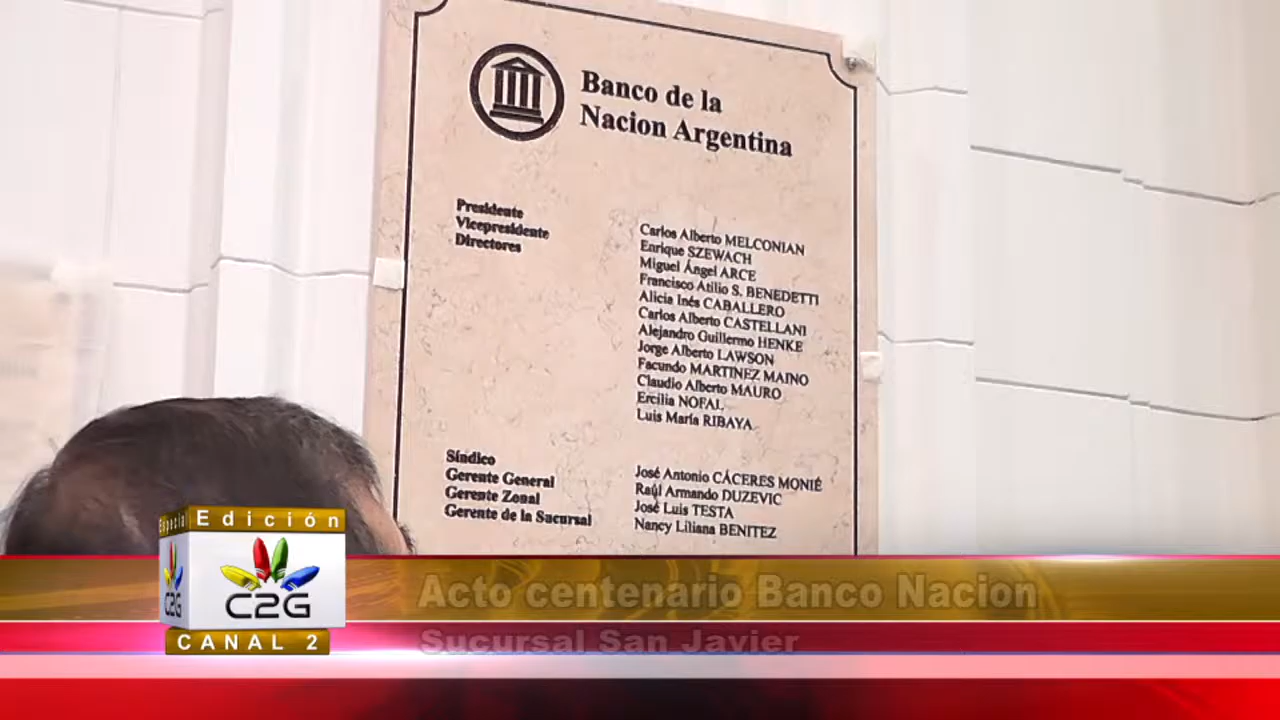 Banco de la
Nacion Argentina
Presidente
Vicepresidente
Directores
Carlos Alberto MELCONIAN
Enrique SZEWACH
Miguel Ángel ARCE
Francisco Atilio S. BENEDETTI
Alicia Inés CABALLERO
Carlos Alberto CASTELLANI
Alejandro Guillermo HENKE
Jorge Alberto LAWSON
Facundo MARTINEZ MAINO
Claudio Alberto MAURO
Ercilia NOFAL
Luis María RIBAYA
Síndico
Gerente General
Gerente Zonal
Gerente de la Sucursal
José Antonio CÁCERES MONIÉ
Raúl Armando DUZEVIC
José Luis TESTA
Nancy Liliana BENITEZ
Especial
Edición
C2G
C2G
CANAL 2
Acto centenario Banco Nacion
Sucursal San Javier